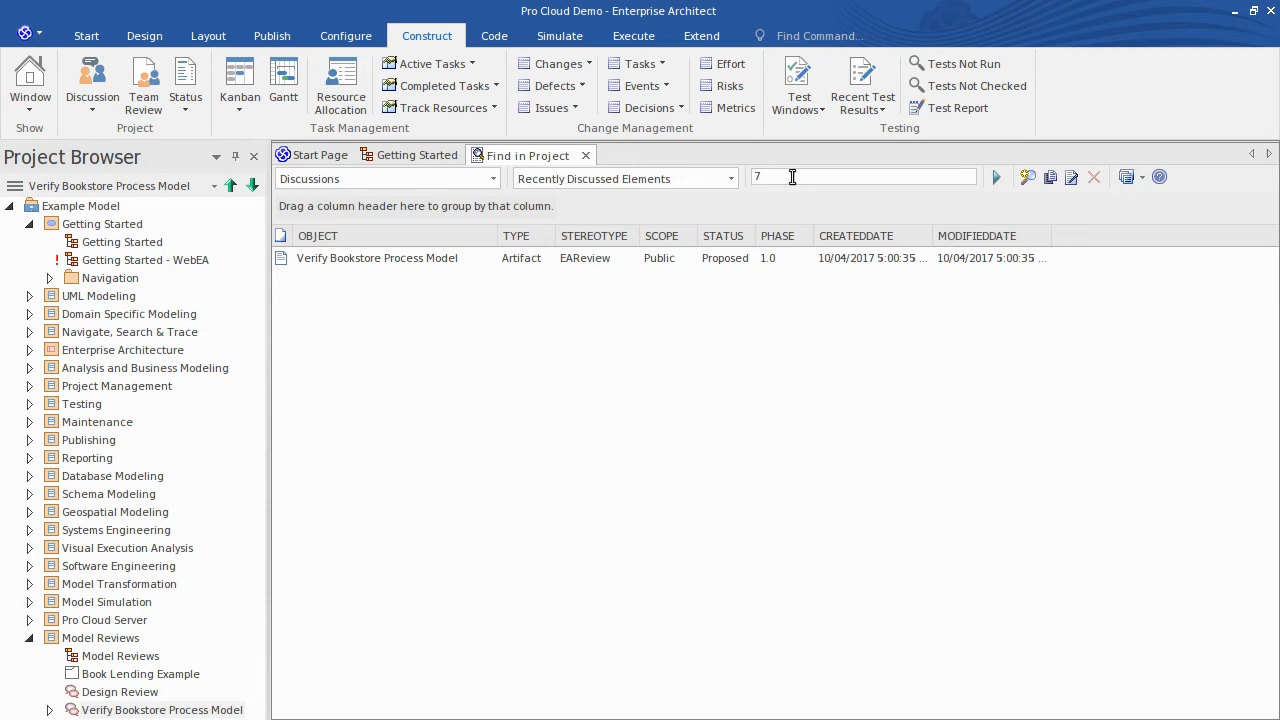 Pro Cloud Demo - Enterprise Architect
Start Design Layout Publish Configure Construct Code Simulate Execute Extend Find Command...
Window Discussion Team Review Status Kanban Gantt Resource Allocation Active Tasks Completed Tasks Track Resources Changes Defects Issues Tasks Events Decisions Effort Risks Metrics Test Windows Recent Test Results Tests Not Run Tests Not Checked Test Report
Show Project Task Management Change Management Testing
Project Browser
Start Page Getting Started Find in Project
Verify Bookstore Process Model
Discussions Recently Discussed Elements 7
Drag a column header here to group by that column.
OBJECT TYPE STEREOTYPE SCOPE STATUS PHASE CREATEDDATE MODIFIEDDATE
Verify Bookstore Process Model Artifact EAReview Public Proposed 1.0 10/04/2017 5:00:35 ... 10/04/2017 5:00:35 ...
Example Model
Getting Started
Getting Started
! Getting Started - WebEA
Navigation
UML Modeling
Domain Specific Modeling
Navigate, Search & Trace
Enterprise Architecture
Analysis and Business Modeling
Project Management
Testing
Maintenance
Publishing
Reporting
Database Modeling
Schema Modeling
Geospatial Modeling
Systems Engineering
Visual Execution Analysis
Software Engineering
Model Transformation
Model Simulation
Pro Cloud Server
Model Reviews
Model Reviews
Book Lending Example
Design Review
Verify Bookstore Process Model